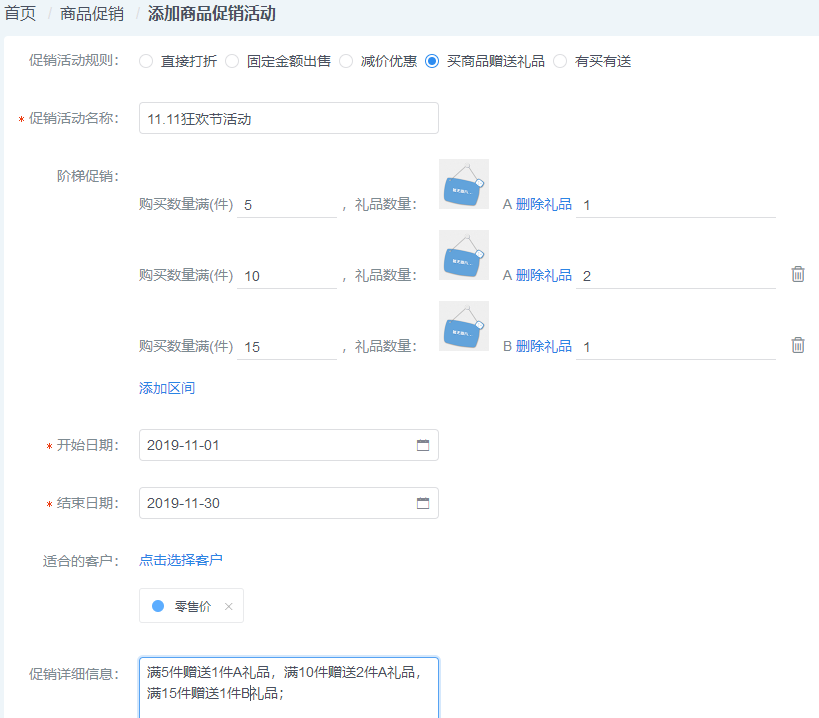 首页 / 商品促销 / 添加商品促销活动
促销活动规则: 直接打折 固定金额出售 减价优惠 买商品赠送礼品 有买有送
* 促销活动名称: 11.11狂欢节活动
阶梯促销:
购买数量满(件) 5 ，礼品数量: A 删除礼品 1
购买数量满(件) 10 ，礼品数量: A 删除礼品 2
购买数量满(件) 15 ，礼品数量: B 删除礼品 1
添加区间
* 开始日期: 2019-11-01
* 结束日期: 2019-11-30
适合的客户: 点击选择客户
零售价 ×
促销详细信息: 满5件赠送1件A礼品，满10件赠送2件A礼品，
满15件赠送1件B礼品；